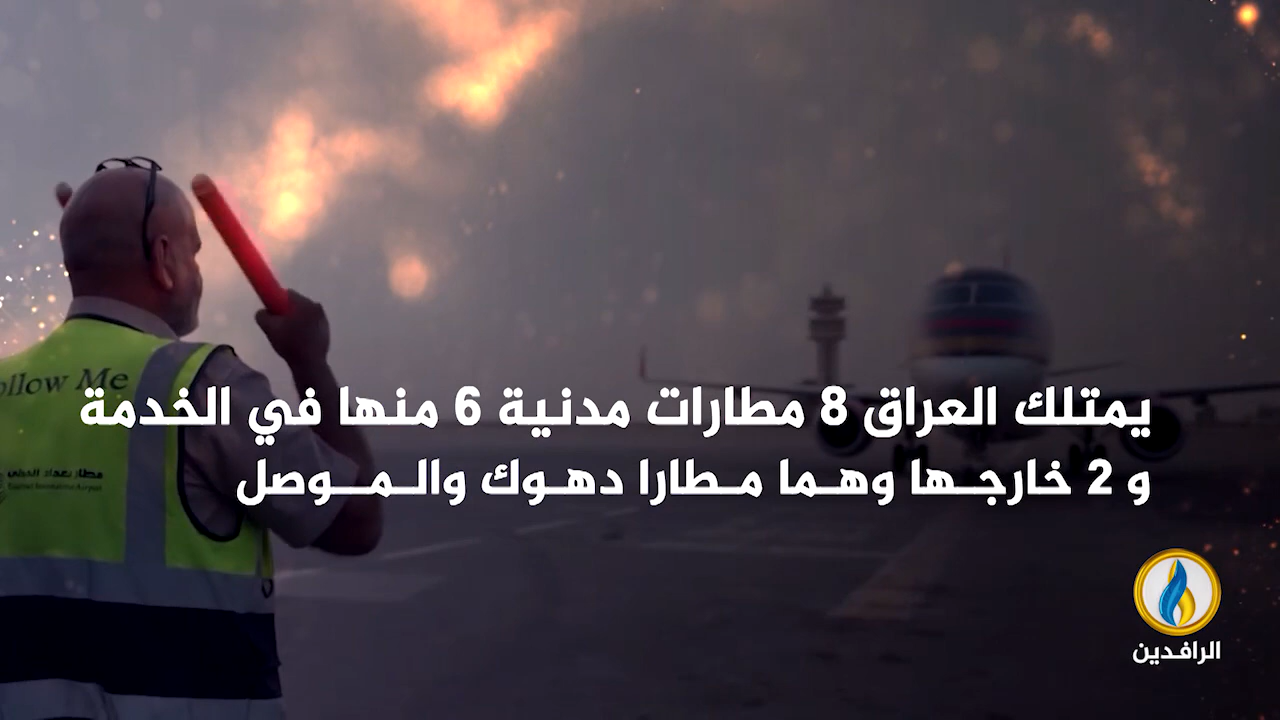 يمتلك العراق 8 مطارات مدنية 6 منها في الخدمة
و 2 خارجها وهما مطارا دهوك والموصل
ollow Me
مطار بغداد الدولي
الرافدين